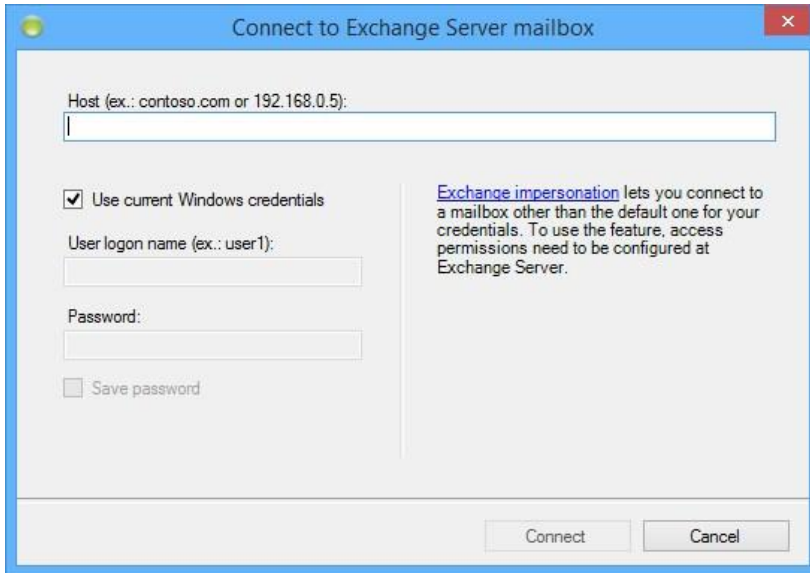 Connect to Exchange Server mailbox
Host (ex.: contoso.com or 192.168.0.5):
Use current Windows credentials
User logon name (ex.: user1):
Password:
Save password
Exchange impersonation lets you connect to
a mailbox other than the default one for your
credentials. To use the feature, access
permissions need to be configured at
Exchange Server.
Connect
Cancel